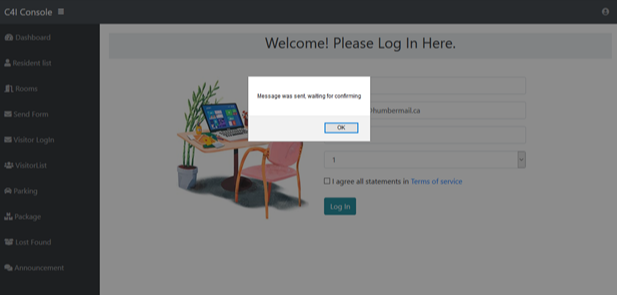 C4I Console
Welcome! Please Log In Here.
Dashboard
Resident list
Rooms
Send Form
Visitor Login
VisitorList
Parking
Package
Lost Found
Announcement
Message was sent, waiting for confirming
OK
humbermail.ca
1
I agree all statements in Terms of service
Log In